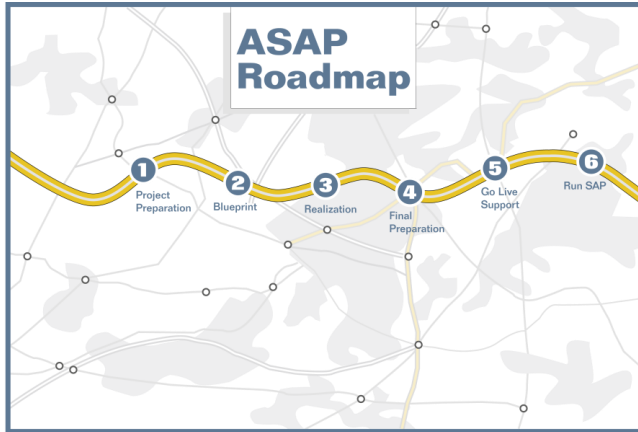 ASAP
Roadmap
1
Project
Preparation
2
Blueprint
3
Realization
4
Final
Preparation
5
Go Live
Support
6
Run SAP